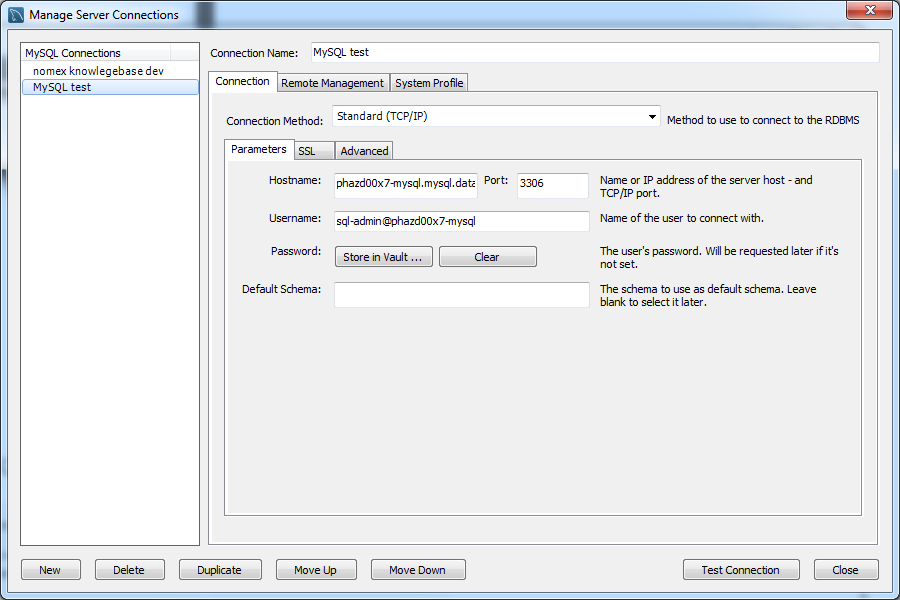 Manage Server Connections
MySQL Connections
nomex knowlegebase dev
MySQL test
Connection Name: MySQL test
Connection Remote Management System Profile
Connection Method: Standard (TCP/IP) Method to use to connect to the RDBMS
Parameters SSL Advanced
Hostname: phazd00x7-mysql.mysql.data Port: 3306 Name or IP address of the server host - and
TCP/IP port.
Username: sql-admin@phazd00x7-mysql Name of the user to connect with.
Password: Store in Vault ... Clear The user's password. Will be requested later if it's
not set.
Default Schema: The schema to use as default schema. Leave
blank to select it later.
New Delete Duplicate Move Up Move Down Test Connection Close